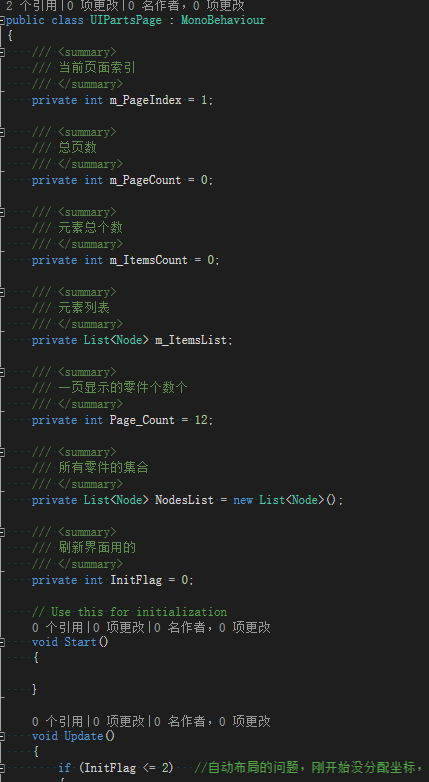 2 个引用|0 项更改|0 名作者, 0 项更改
public class UIPartsPage : MonoBehaviour
{
/// <summary>
/// 当前页面索引
/// </summary>
private int m_PageIndex = 1;
/// <summary>
/// 总页数
/// </summary>
private int m_PageCount = 0;
/// <summary>
/// 元素总个数
/// </summary>
private int m_ItemsCount = 0;
/// <summary>
/// 元素列表
/// </summary>
private List<Node> m_ItemsList;
/// <summary>
/// 一页显示的零件个数个
/// </summary>
private int Page_Count = 12;
/// <summary>
/// 所有零件的集合
/// </summary>
private List<Node> NodesList = new List<Node>();
/// <summary>
/// 刷新界面用的
/// </summary>
private int InitFlag = 0;
// Use this for initialization
0 个引用|0 项更改|0 名作者, 0 项更改
void Start()
{
}
0 个引用|0 项更改|0 名作者, 0 项更改
void Update()
{
if (InitFlag <= 2) //自动布局的问题，刚开始没分配坐标，